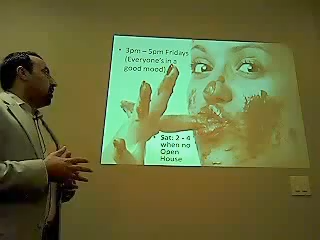 • 3pm – 5pm Fridays
(Everyone's in a
good mood)
• Sat: 2 - 4
when no
Open
House